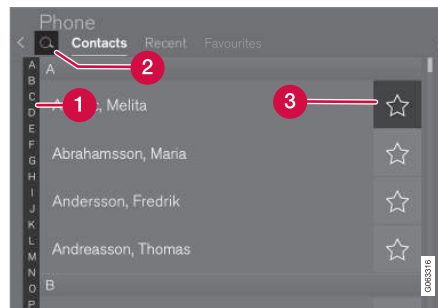 Phone
< Contacts Recent Favourites
2
A
A
B
C
D
E
F
G
H
I
J
K
L
M
N
O
P
1
, Melita
3
Abrahamsson, Maria
Andersson, Fredrik
Andreasson, Thomas
B
G063316